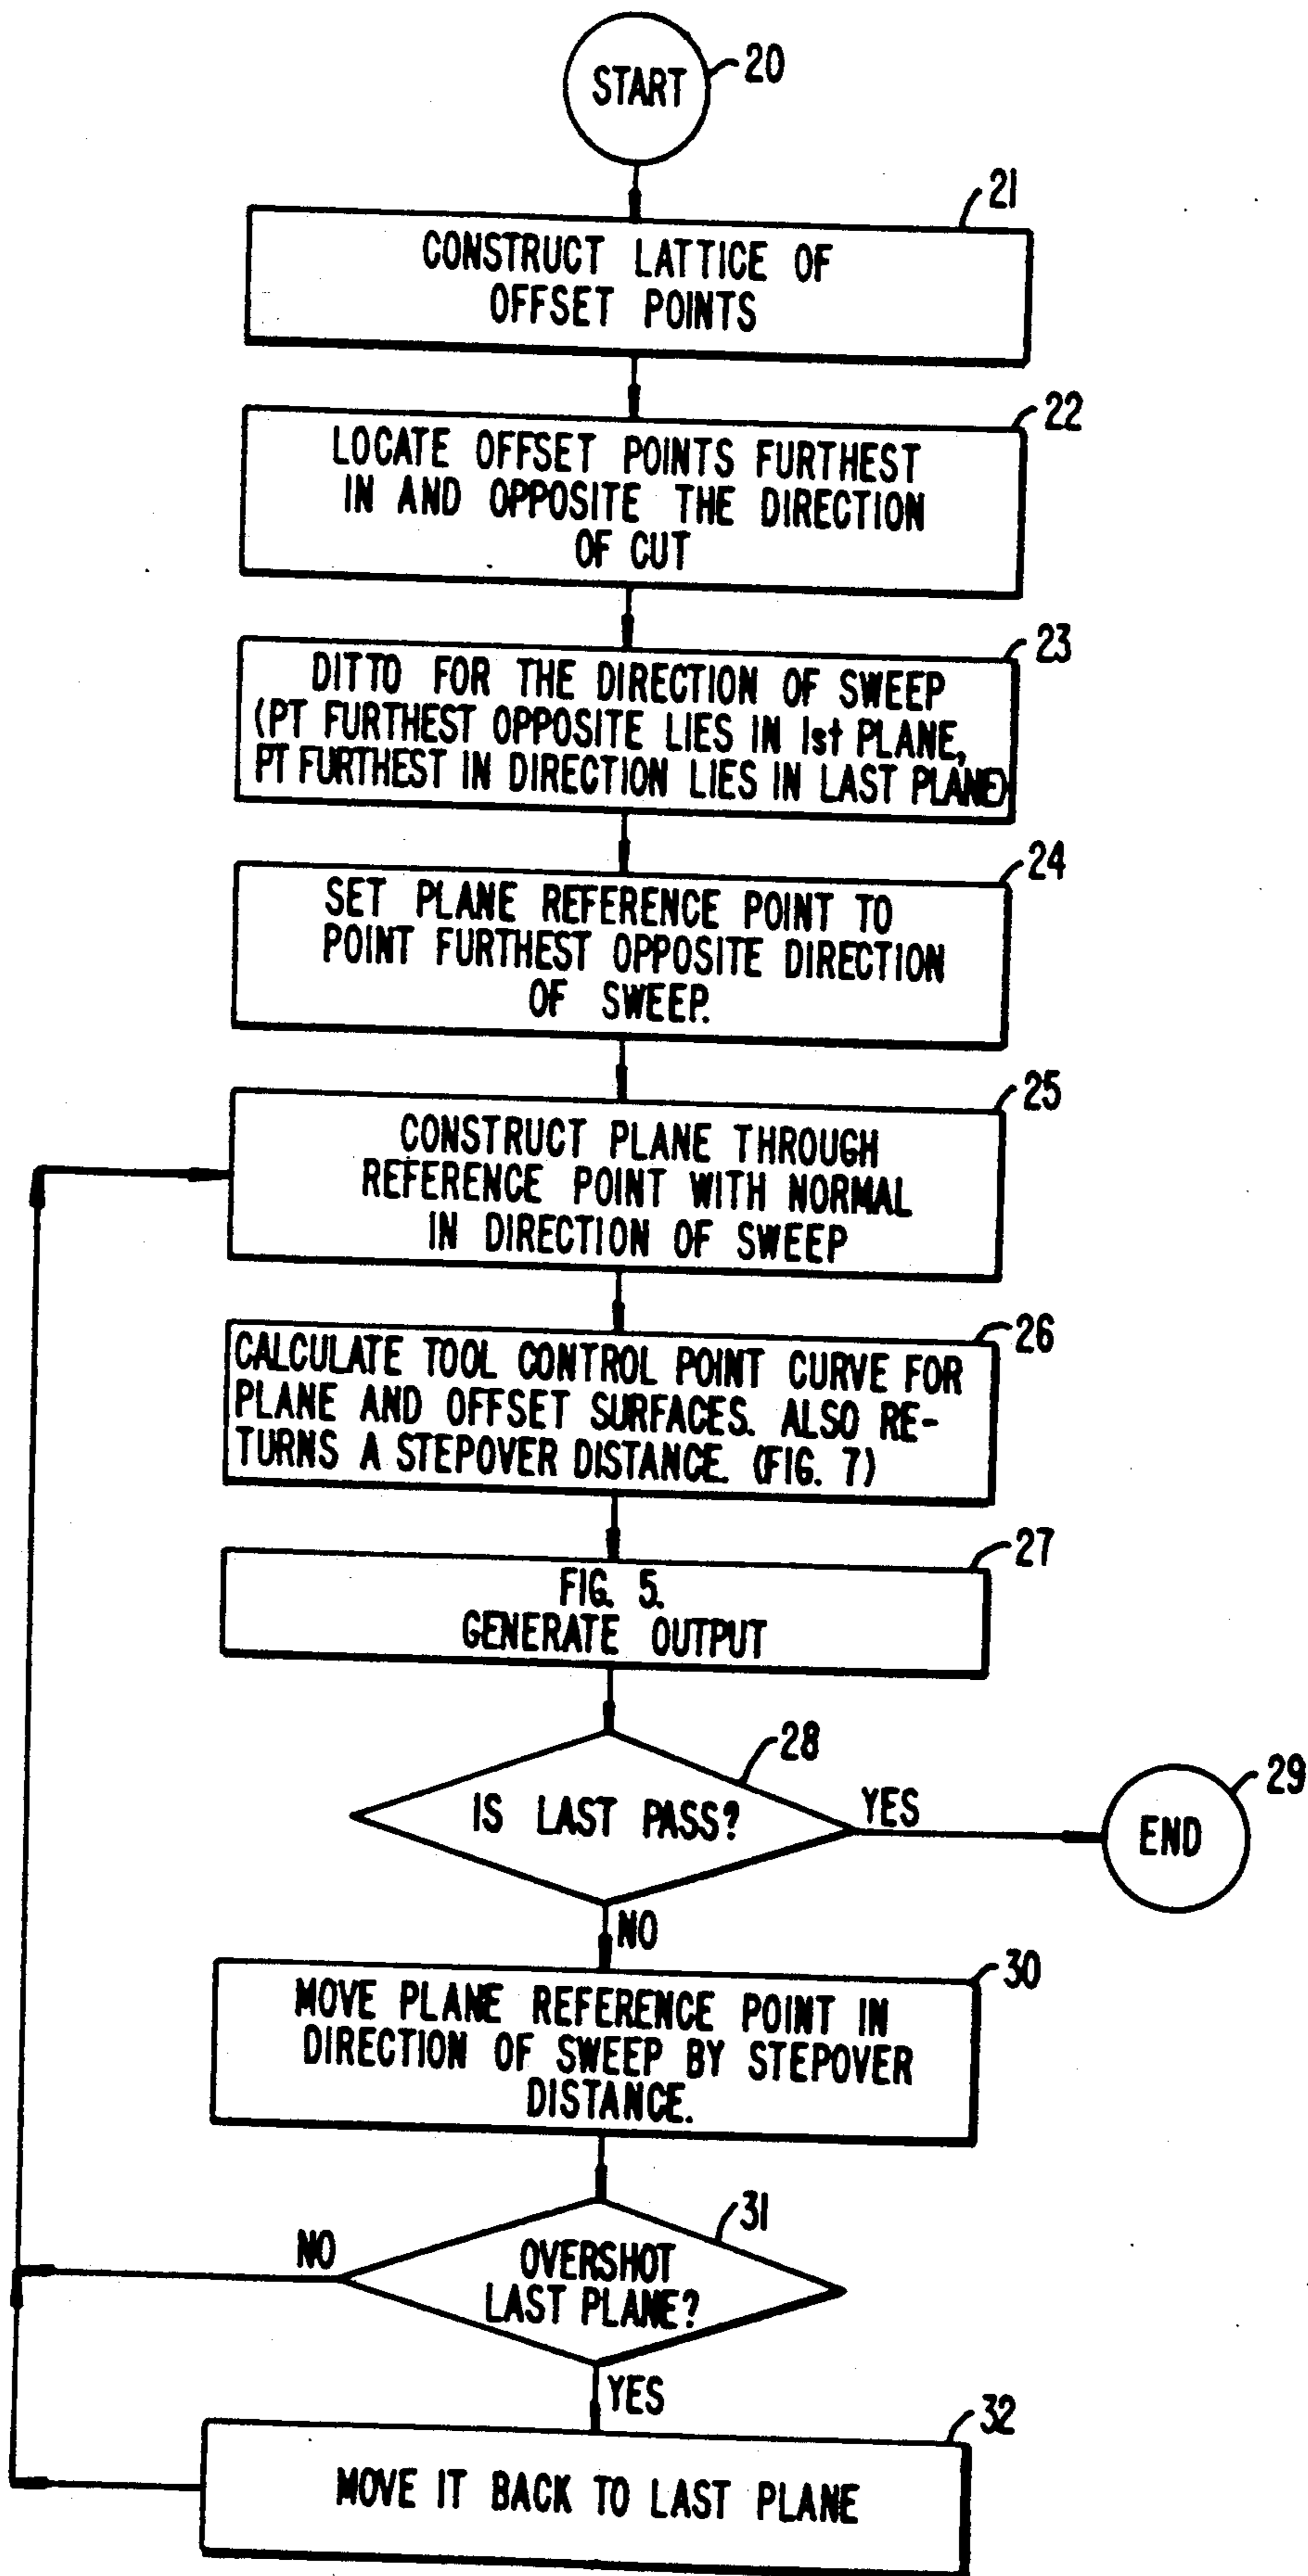 START
20
21
CONSTRUCT LATTICE OF
OFFSET POINTS
22
LOCATE OFFSET POINTS FURTHEST
IN AND OPPOSITE THE DIRECTION
OF CUT
23
DITTO FOR THE DIRECTION OF SWEEP
(PT FURTHEST OPPOSITE LIES IN 1st PLANE,
PT FURTHEST IN DIRECTION LIES IN LAST PLANE)
24
SET PLANE REFERENCE POINT TO
POINT FURTHEST OPPOSITE DIRECTION
OF SWEEP.
25
CONSTRUCT PLANE THROUGH
REFERENCE POINT WITH NORMAL
IN DIRECTION OF SWEEP
26
CALCULATE TOOL CONTROL POINT CURVE FOR
PLANE AND OFFSET SURFACES. ALSO RE-
TURNS A STEPOVER DISTANCE. (FIG. 7)
27
FIG. 5.
GENERATE OUTPUT
28
IS LAST PASS?
YES
29
END
NO
30
MOVE PLANE REFERENCE POINT IN
DIRECTION OF SWEEP BY STEPOVER
DISTANCE.
31
NO
OVERSHOT
LAST PLANE?
YES
32
MOVE IT BACK TO LAST PLANE